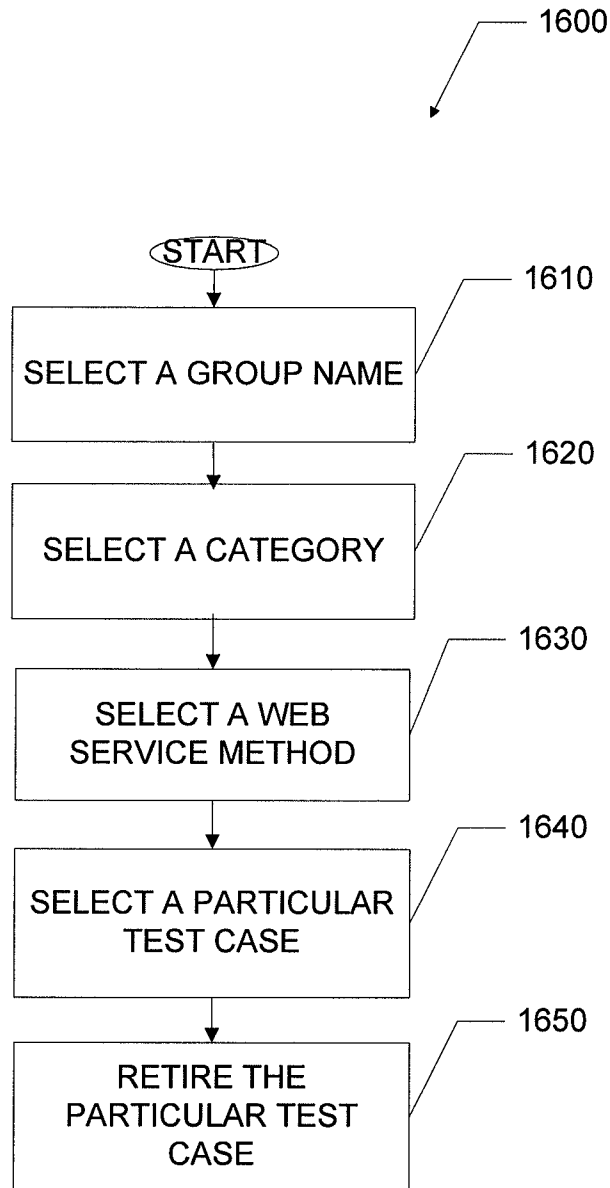 1600
START
1610
SELECT A GROUP NAME
1620
SELECT A CATEGORY
1630
SELECT A WEB
SERVICE METHOD
1640
SELECT A PARTICULAR
TEST CASE
1650
RETIRE THE
PARTICULAR TEST
CASE